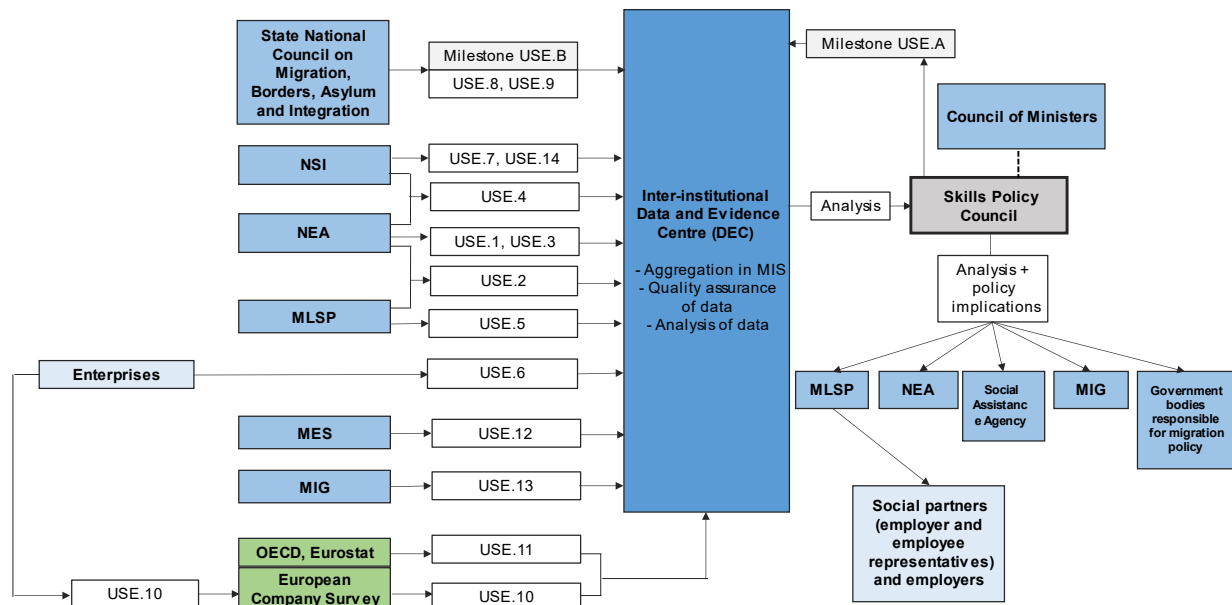 State National
Council on
Migration,
Borders, Asylum
and Integration
Milestone USE.B
USE.8, USE.9
NSI
USE.7, USE.14
USE.4
NEA
USE.1, USE.3
USE.2
MLSP
USE.5
Enterprises
USE.6
MES
USE.12
MIG
USE.13
OECD, Eurostat
USE.11
USE.10
European
Company Survey
USE.10
Inter-institutional
Data and Evidence
Centre (DEC)
- Aggregation in MIS
- Quality assurance
of data
- Analysis of data
Milestone USE.A
Council of Ministers
Analysis
Skills Policy
Council
Analysis +
policy
implications
MLSP
NEA
Social
Assistanc
e Agency
MIG
Government
bodies
responsible
for migration
policy
Social partners
(employer and
employee
representatives)
and employers